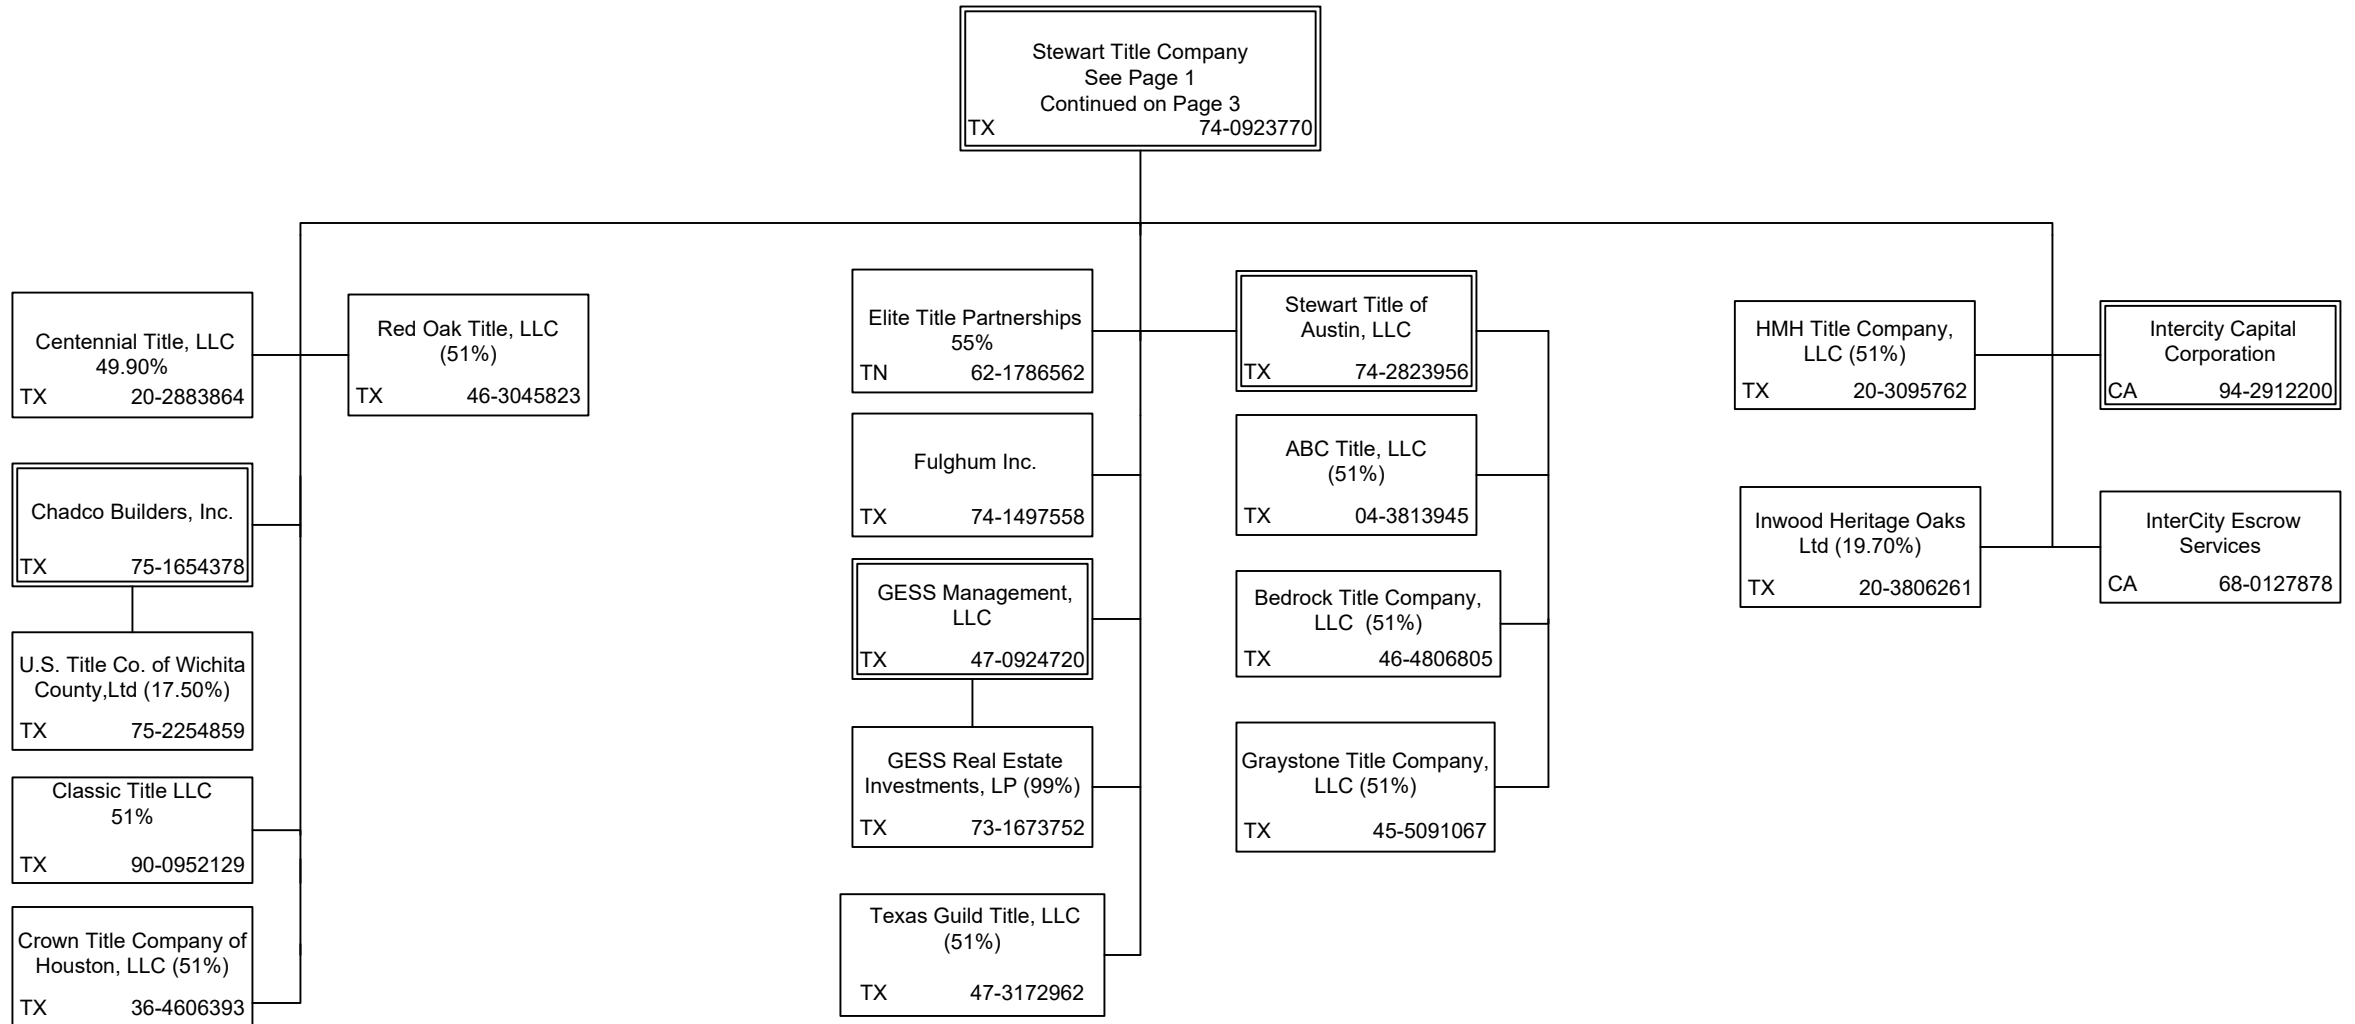 Stewart Title Company
See Page 1
Continued on Page 3
TX 74-0923770
Centennial Title, LLC
49.90%
TX 20-2883864
Red Oak Title, LLC
(51%)
TX 46-3045823
Chadco Builders, Inc.
TX 75-1654378
U.S. Title Co. of Wichita
County,Ltd (17.50%)
TX 75-2254859
Classic Title LLC
51%
TX 90-0952129
Crown Title Company of
Houston, LLC (51%)
TX 36-4606393
Elite Title Partnerships
55%
TN 62-1786562
Fulghum Inc.
TX 74-1497558
GESS Management,
LLC
TX 47-0924720
GESS Real Estate
Investments, LP (99%)
TX 73-1673752
Texas Guild Title, LLC
(51%)
TX 47-3172962
Stewart Title of
Austin, LLC
TX 74-2823956
ABC Title, LLC
(51%)
TX 04-3813945
Bedrock Title Company,
LLC (51%)
TX 46-4806805
Graystone Title Company,
LLC (51%)
TX 45-5091067
HMH Title Company,
LLC (51%)
TX 20-3095762
Intercity Capital
Corporation
CA 94-2912200
Inwood Heritage Oaks
Ltd (19.70%)
TX 20-3806261
InterCity Escrow
Services
CA 68-0127878